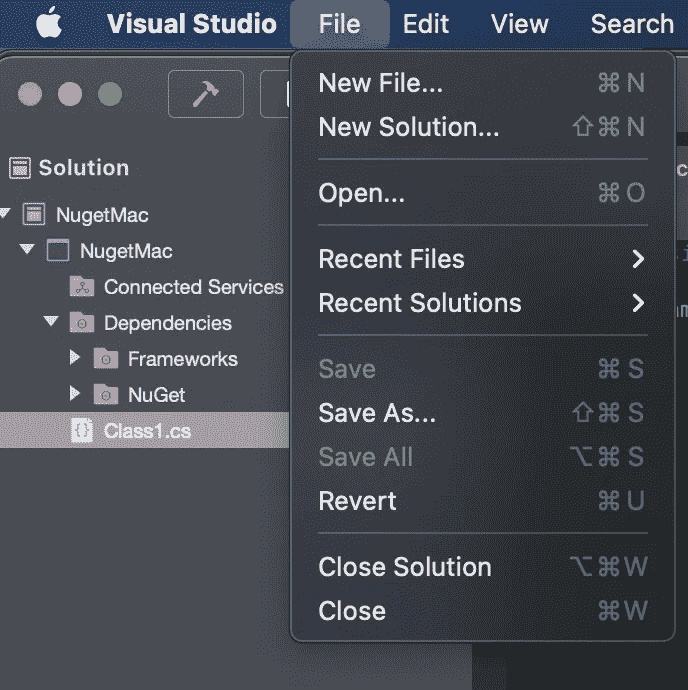 Visual Studio File Edit View Search
New File... ⌘ N
New Solution... ⇧⌘ N
Open... ⌘ O
Recent Files
Recent Solutions
Save ⌘ S
Save As... ⇧⌘ S
Save All ⌥⌘ S
Revert ⌘ U
Close Solution ⌥⌘W
Close ⌘W
Solution
NugetMac
NugetMac
Connected Services
Dependencies
Frameworks
NuGet
Class1.cs